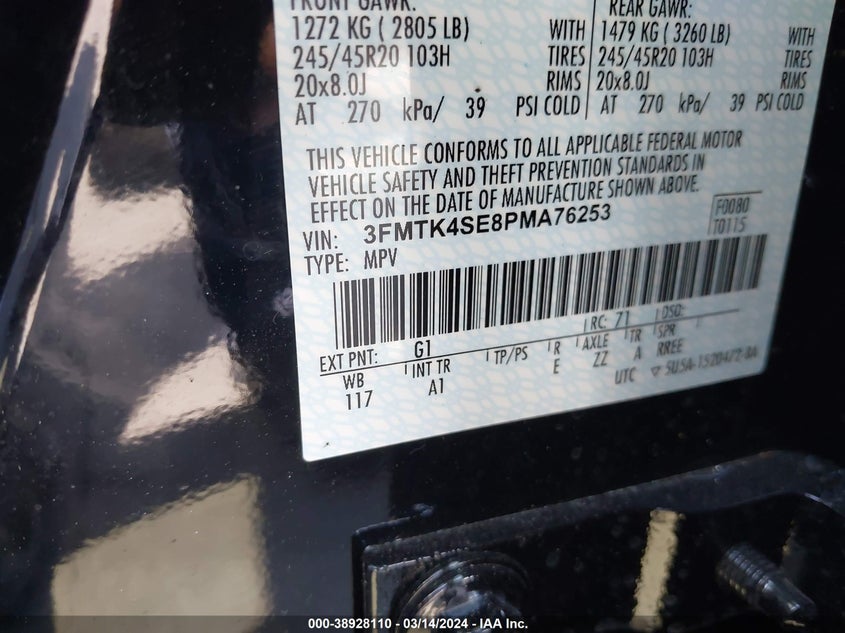 FRONT GAWR: REAR GAWR:
1272 KG ( 2805 LB) WITH 1479 KG ( 3260 LB) WITH
245/45R20 103H TIRES 245/45R20 103H TIRES
20x8.0J RIMS 20x8.0J RIMS
AT 270 kPa/ 39 PSI COLD AT 270 kPa/ 39 PSI COLD
THIS VEHICLE CONFORMS TO ALL APPLICABLE FEDERAL MOTOR
VEHICLE SAFETY AND THEFT PREVENTION STANDARDS IN
EFFECT ON THE DATE OF MANUFACTURE SHOWN ABOVE.
VIN: 3FMTK4SE8PMA76253 F0080
TYPE: MPV T0115
RC: 71 DSO:
EXT PNT: G1
WB INT TR TP/PS R AXLE TR SPR
117 A1 E ZZ A RREE
UTC
000-38928110 - 03/14/2024 - IAA Inc.